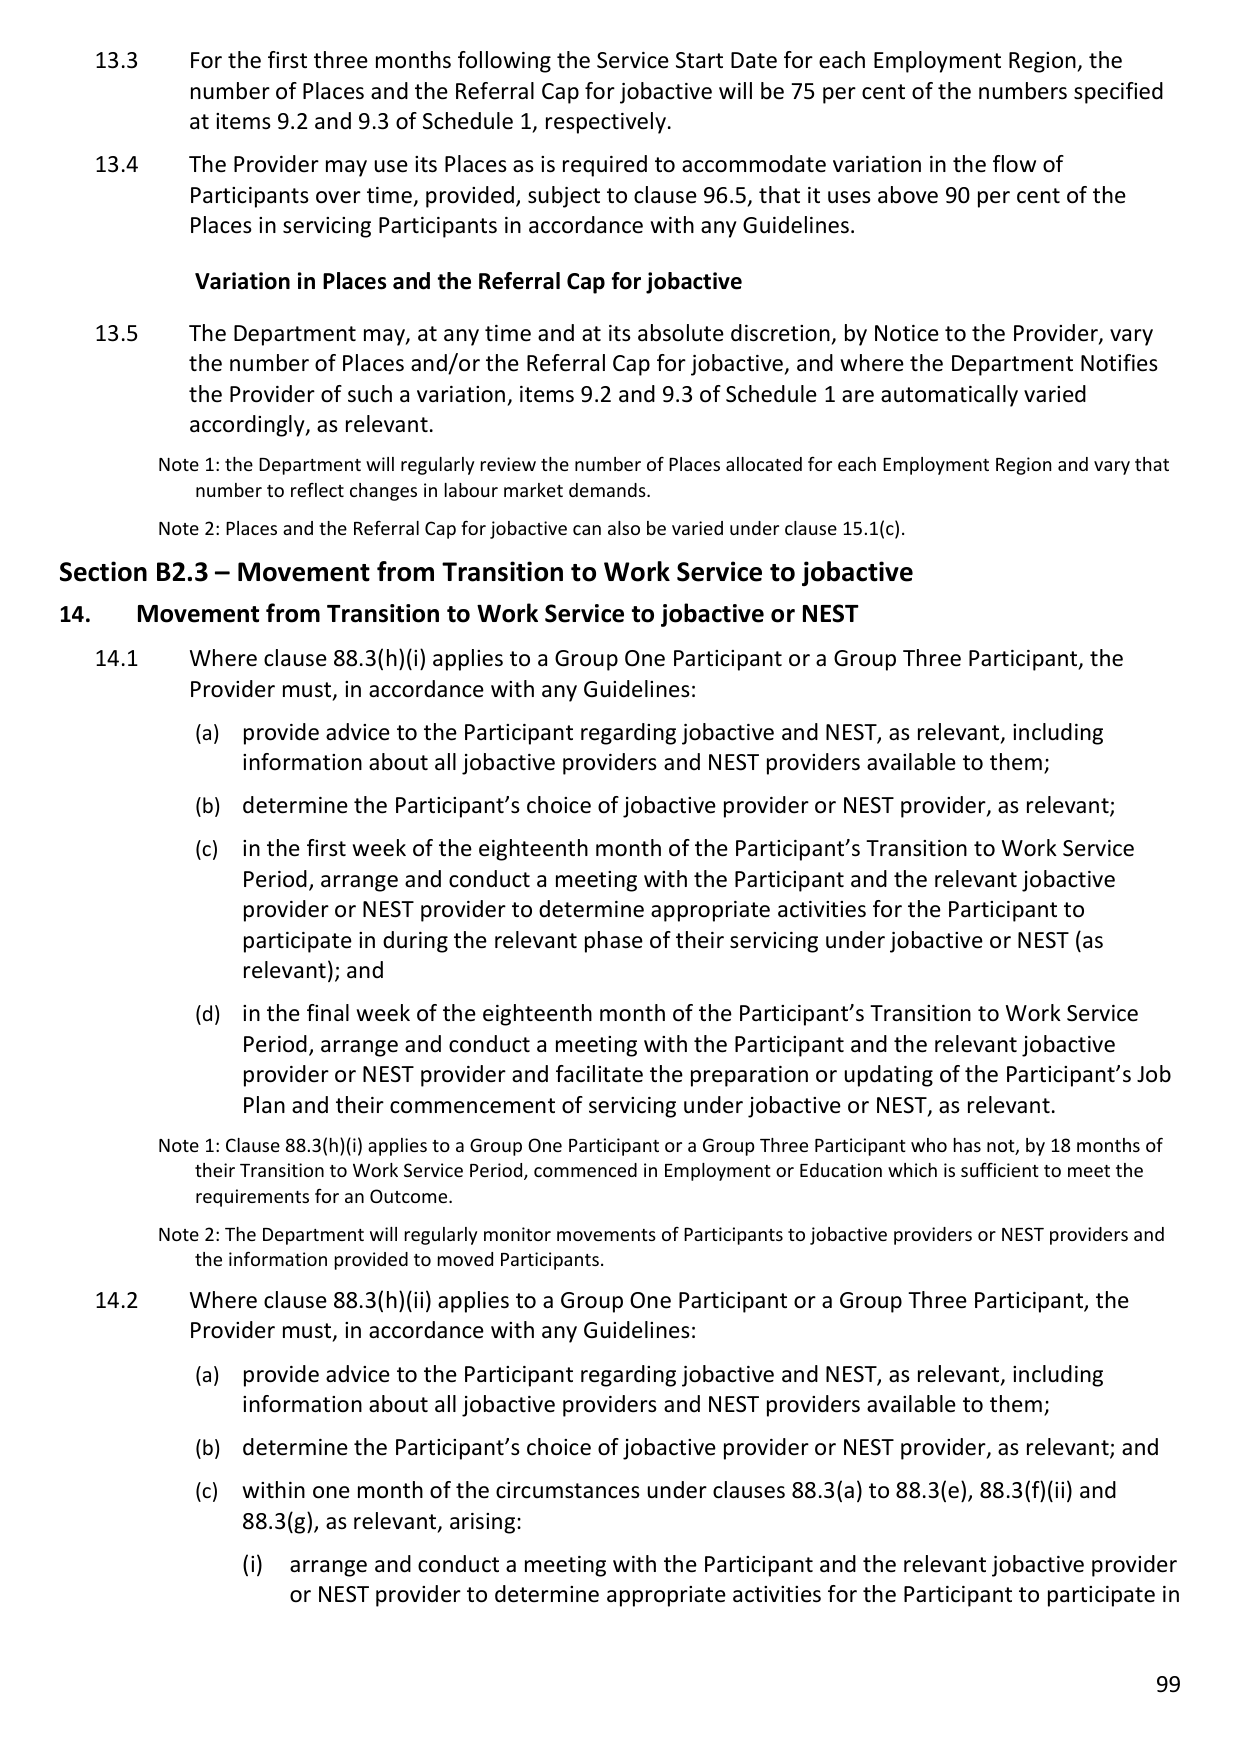 13.3 For the first three months following the Service Start Date for each Employment Region, the
number of Places and the Referral Cap for jobactive will be 75 per cent of the numbers specified
at items 9.2 and 9.3 of Schedule 1, respectively.
13.4 The Provider may use its Places as is required to accommodate variation in the flow of
Participants over time, provided, subject to clause 96.5, that it uses above 90 per cent of the
Places in servicing Participants in accordance with any Guidelines.
Variation in Places and the Referral Cap for jobactive
13.5 The Department may, at any time and at its absolute discretion, by Notice to the Provider, vary
the number of Places and/or the Referral Cap for jobactive, and where the Department Notifies
the Provider of such a variation, items 9.2 and 9.3 of Schedule 1 are automatically varied
accordingly, as relevant.
Note 1: the Department will regularly review the number of Places allocated for each Employment Region and vary that
number to reflect changes in labour market demands.
Note 2: Places and the Referral Cap for jobactive can also be varied under clause 15.1(c).
Section B2.3 – Movement from Transition to Work Service to jobactive
14. Movement from Transition to Work Service to jobactive or NEST
14.1 Where clause 88.3(h)(i) applies to a Group One Participant or a Group Three Participant, the
Provider must, in accordance with any Guidelines:
(a) provide advice to the Participant regarding jobactive and NEST, as relevant, including
information about all jobactive providers and NEST providers available to them;
(b) determine the Participant’s choice of jobactive provider or NEST provider, as relevant;
(c) in the first week of the eighteenth month of the Participant’s Transition to Work Service
Period, arrange and conduct a meeting with the Participant and the relevant jobactive
provider or NEST provider to determine appropriate activities for the Participant to
participate in during the relevant phase of their servicing under jobactive or NEST (as
relevant); and
(d) in the final week of the eighteenth month of the Participant’s Transition to Work Service
Period, arrange and conduct a meeting with the Participant and the relevant jobactive
provider or NEST provider and facilitate the preparation or updating of the Participant’s Job
Plan and their commencement of servicing under jobactive or NEST, as relevant.
Note 1: Clause 88.3(h)(i) applies to a Group One Participant or a Group Three Participant who has not, by 18 months of
their Transition to Work Service Period, commenced in Employment or Education which is sufficient to meet the
requirements for an Outcome.
Note 2: The Department will regularly monitor movements of Participants to jobactive providers or NEST providers and
the information provided to moved Participants.
14.2 Where clause 88.3(h)(ii) applies to a Group One Participant or a Group Three Participant, the
Provider must, in accordance with any Guidelines:
(a) provide advice to the Participant regarding jobactive and NEST, as relevant, including
information about all jobactive providers and NEST providers available to them;
(b) determine the Participant’s choice of jobactive provider or NEST provider, as relevant; and
(c) within one month of the circumstances under clauses 88.3(a) to 88.3(e), 88.3(f)(ii) and
88.3(g), as relevant, arising:
(i) arrange and conduct a meeting with the Participant and the relevant jobactive provider
or NEST provider to determine appropriate activities for the Participant to participate in
99